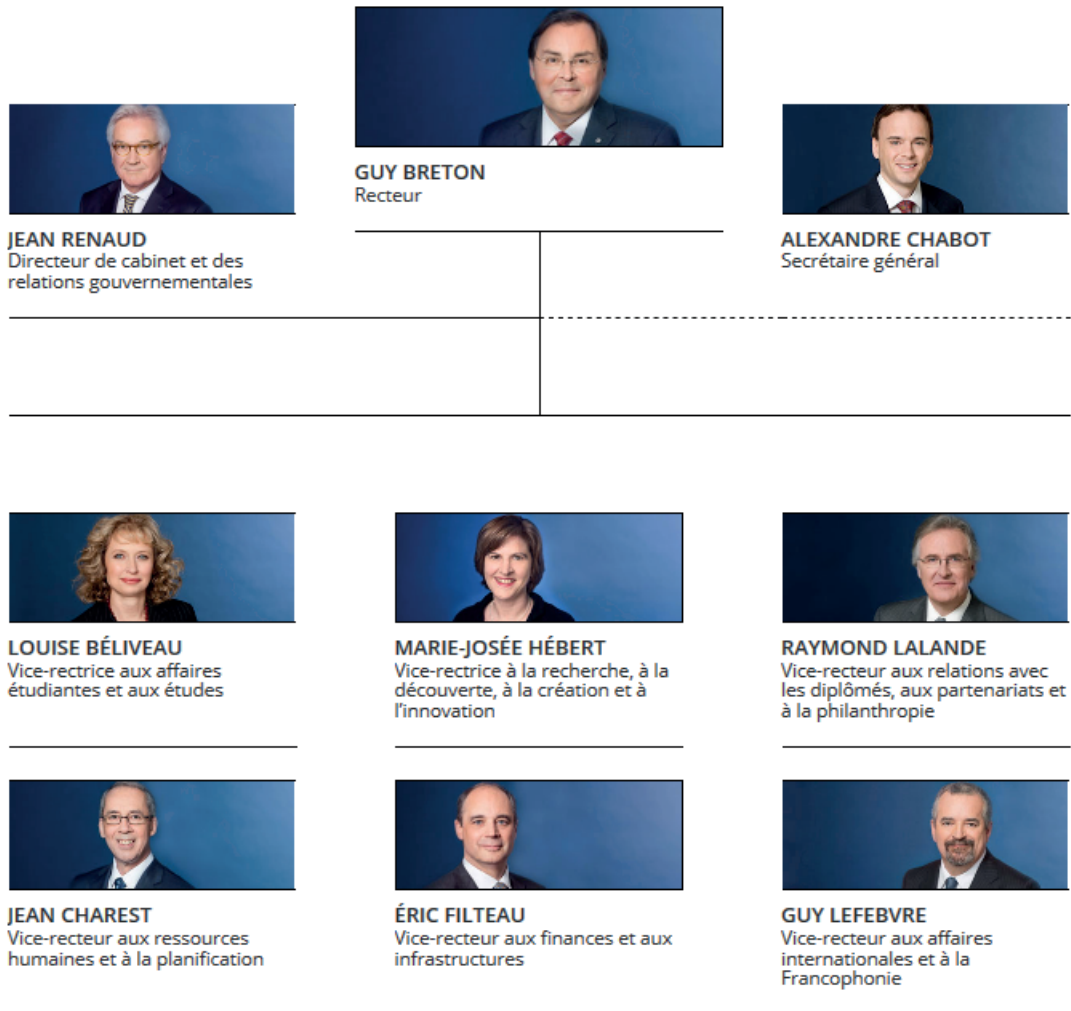 GUY BRETON
Recteur
JEAN RENAUD
Directeur de cabinet et des
relations gouvernementales
ALEXANDRE CHABOT
Secrétaire général
LOUISE BÉLIVEAU
Vice-rectrice aux affaires
étudiantes et aux études
MARIE-JOSÉE HÉBERT
Vice-rectrice à la recherche, à la
découverte, à la création et à
l’innovation
RAYMOND LALANDE
Vice-recteur aux relations avec
les diplômés, aux partenariats et
à la philanthropie
JEAN CHAREST
Vice-recteur aux ressources
humaines et à la planification
ÉRIC FILTEAU
Vice-recteur aux finances et aux
infrastructures
GUY LEFEBVRE
Vice-recteur aux affaires
internationales et à la
Francophonie